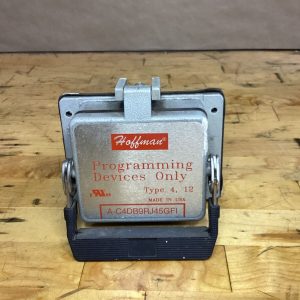 Hoffman
Programming
Devices Only
Type 4, 12
MADE IN USA
A-C4DB9RJ45GFI